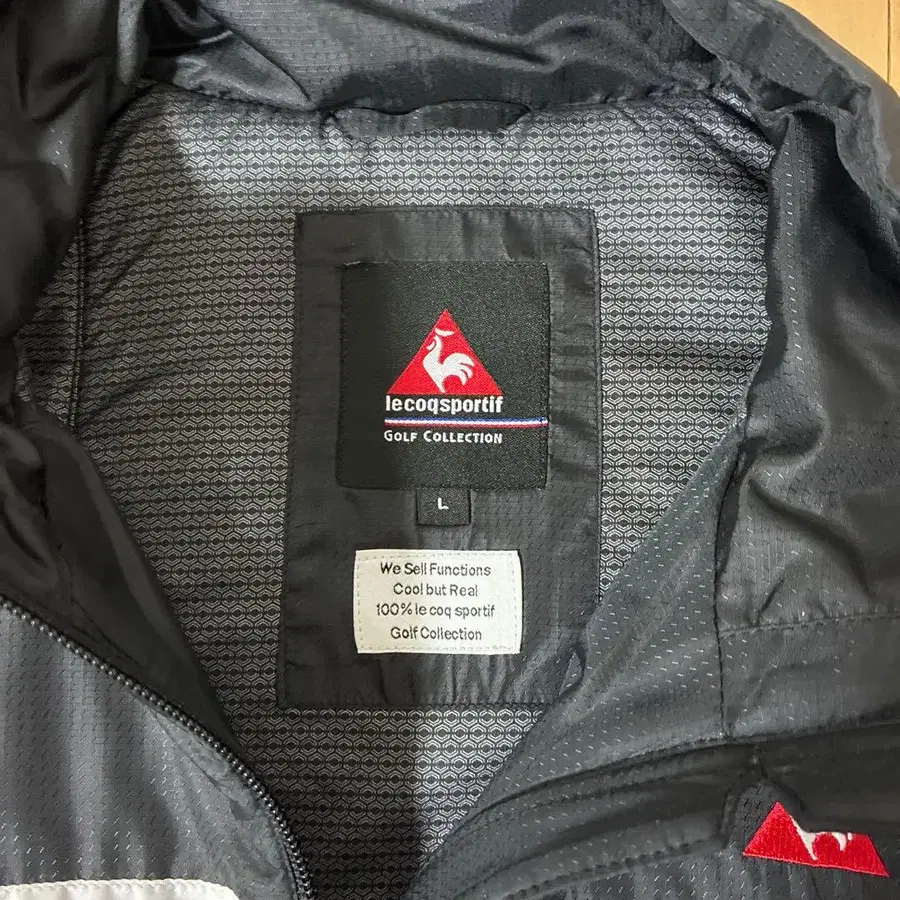 lecoqsportif
GOLF COLLECTION
L
We Sell Functions
Cool but Real
100% le coq sportif
Golf Collection